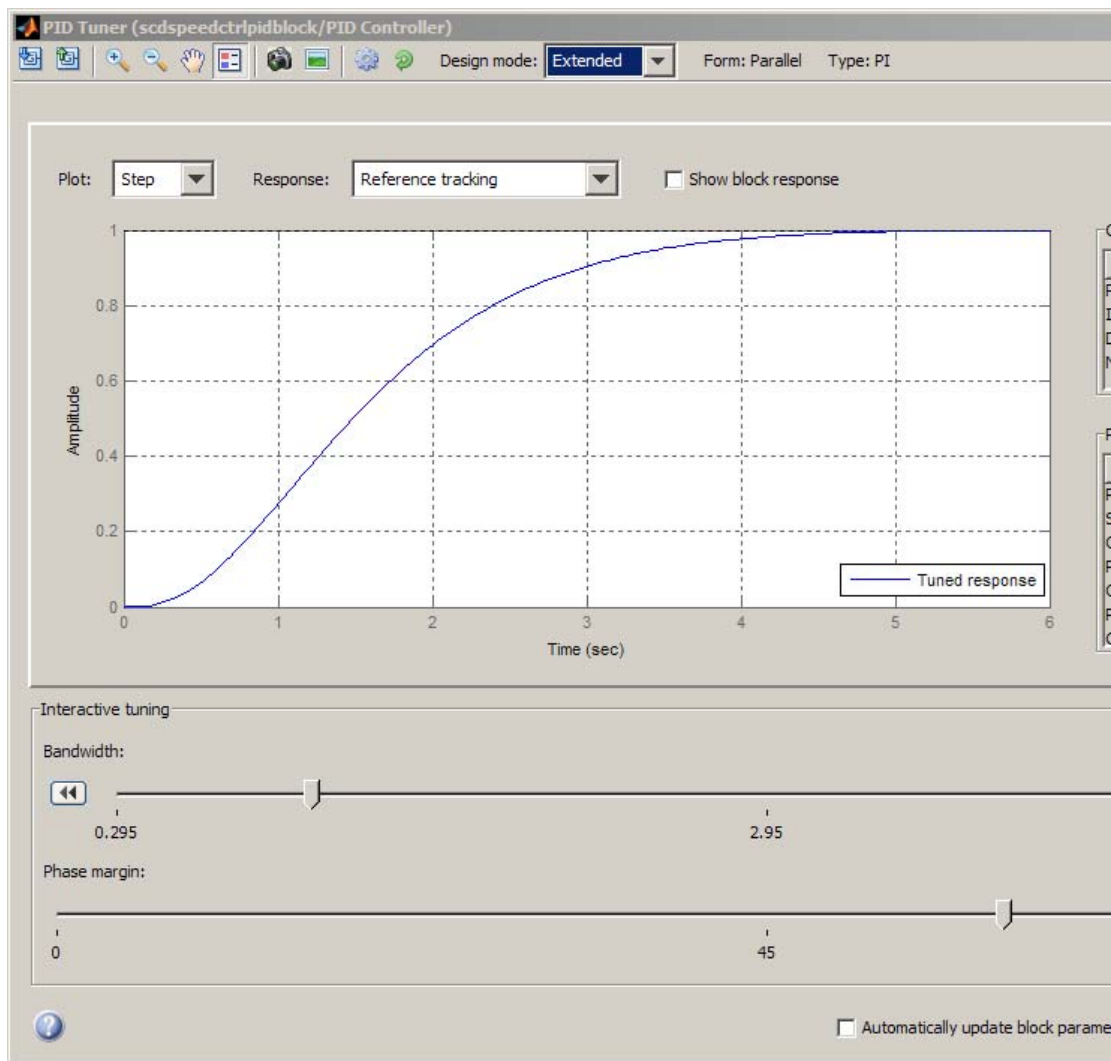 PID Tuner (scdspeedctrlpidblock/PID Controller)
Design mode: Extended Form: Parallel Type: PI
Plot: Step Response: Reference tracking Show block response
1
0.8
0.6
0.4
0.2
0
Amplitude
0 1 2 3 4 5 6
Time (sec)
Tuned response
Interactive tuning
Bandwidth:
0.295 2.95
Phase margin:
0 45
Automatically update block